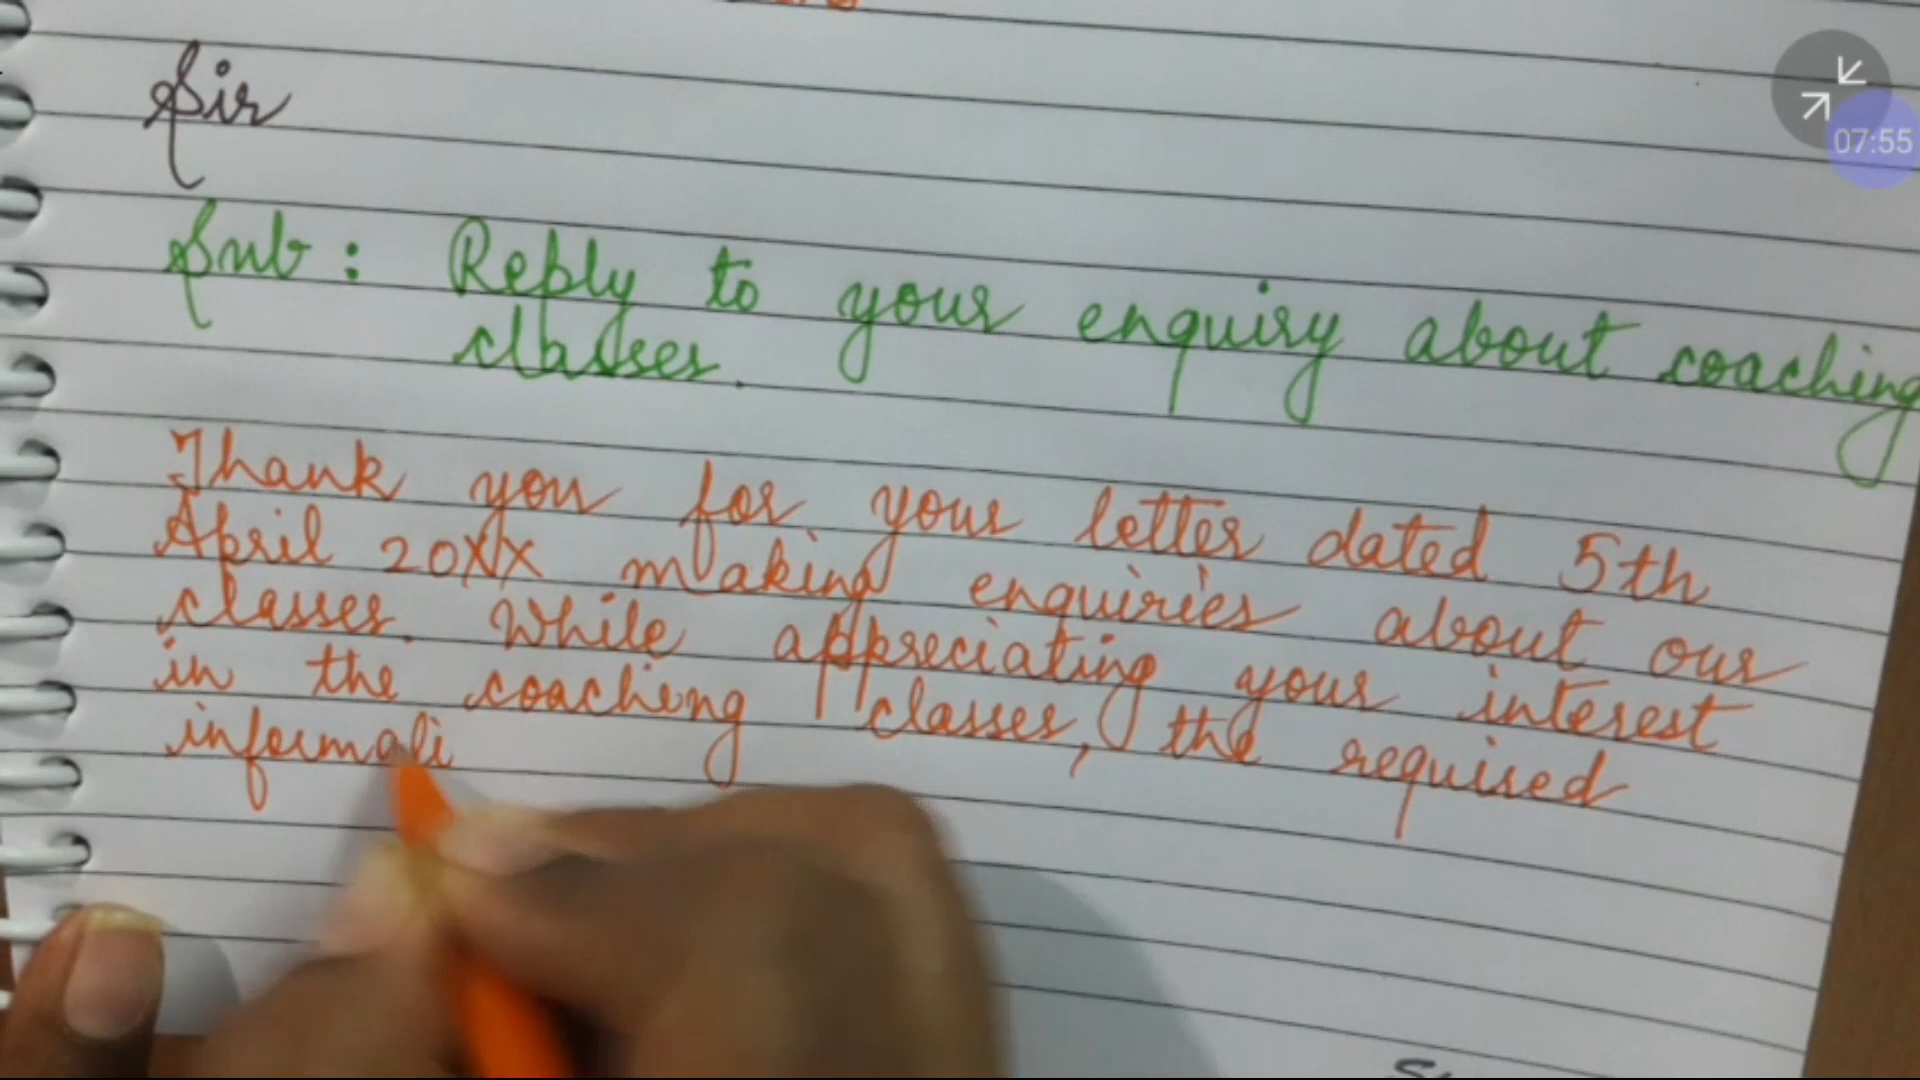 Sir
Sub: Reply to your enquiry about coaching
classes.
Thank you for your letter dated 5th
April 20XX making enquiries about our
classes. While appreciating your interest
in the coaching classes, the required
informati
07:55